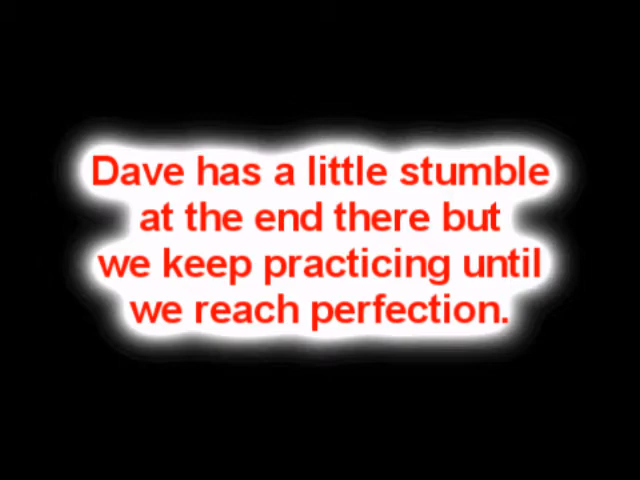 Dave has a little stumble
at the end there but
we keep practicing until
we reach perfection.